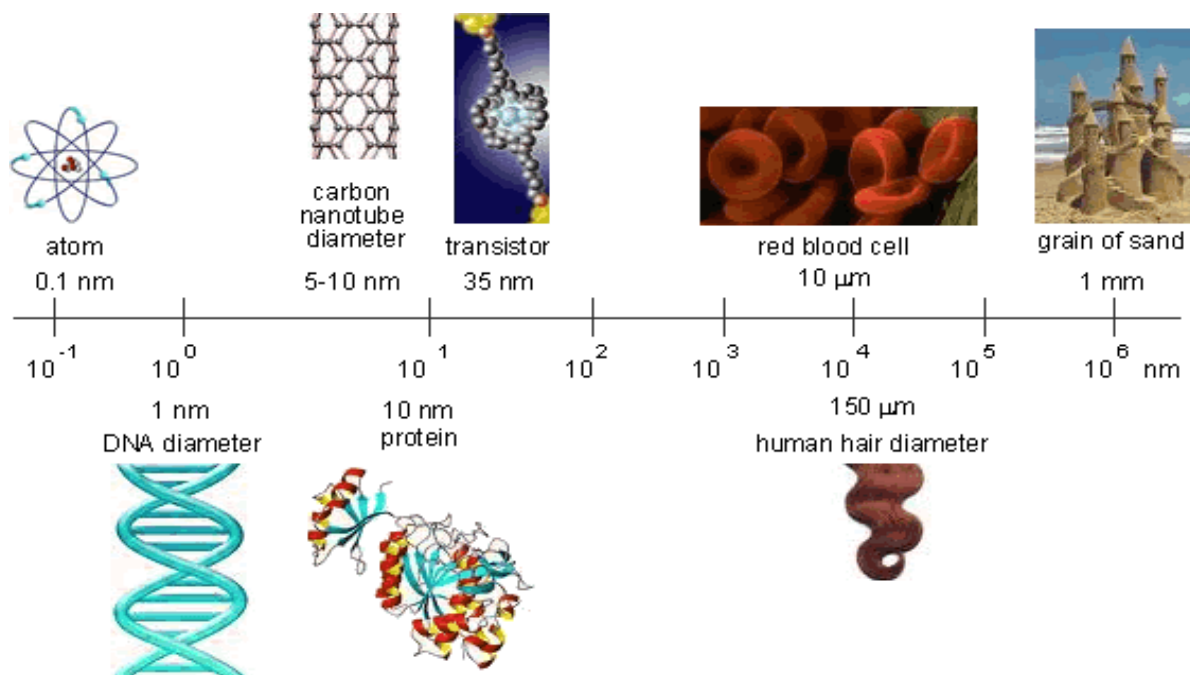 carbon
nanotube
diameter
atom
transistor
red blood cell
grain of sand
0.1 nm
5-10 nm
35 nm
10 µm
1 mm
10⁻¹ 10⁰ 10¹ 10² 10³ 10⁴ 10⁵ 10⁶ nm
1 nm
DNA diameter
10 nm
protein
150 µm
human hair diameter